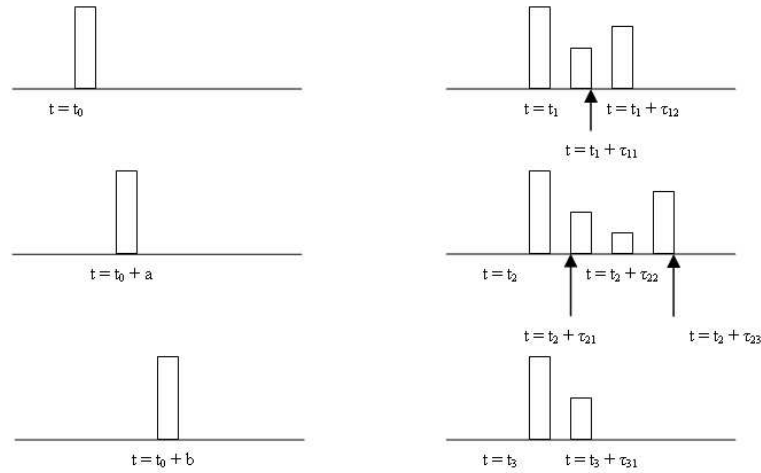 t = t₀
t = t₁
t = t₁ + τ₁₂
t = t₁ + τ₁₁
t = t₀ + a
t = t₂
t = t₂ + τ₂₂
t = t₂ + τ₂₁
t = t₂ + τ₂₃
t = t₀ + b
t = t₃
t = t₃ + τ₃₁